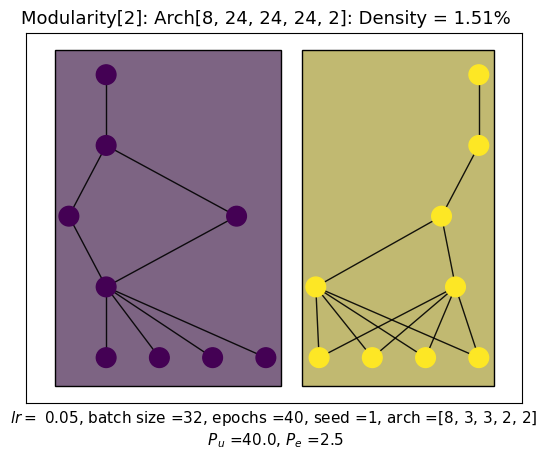 Modularity[2]: Arch[8, 24, 24, 24, 2]: Density = 1.51%
lr = 0.05, batch size =32, epochs =40, seed =1, arch =[8, 3, 3, 2, 2]
P_u =40.0, P_e =2.5